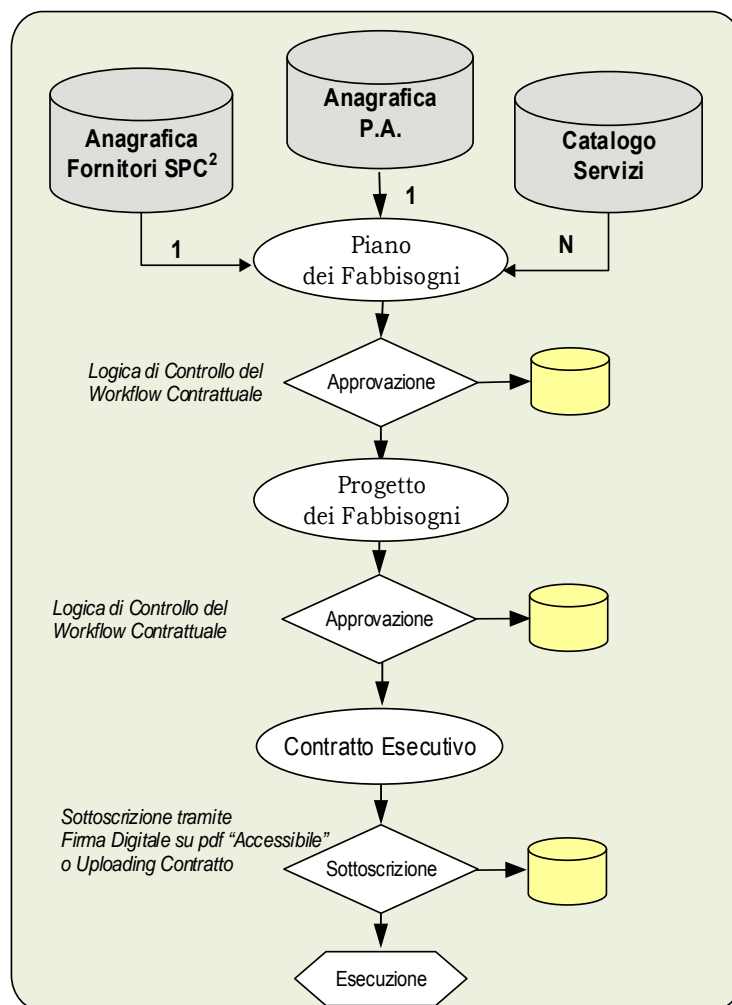 Anagrafica
Fornitori SPC²
Anagrafica
P.A.
Catalogo
Servizi
1
1
N
Piano
dei Fabbisogni
Logica di Controllo del
Workflow Contrattuale
Approvazione
Progetto
dei Fabbisogni
Logica di Controllo del
Workflow Contrattuale
Approvazione
Contratto Esecutivo
Sottoscrizione tramite
Firma Digitale su pdf “Accessibile”
o Uploading Contratto
Sottoscrizione
Esecuzione